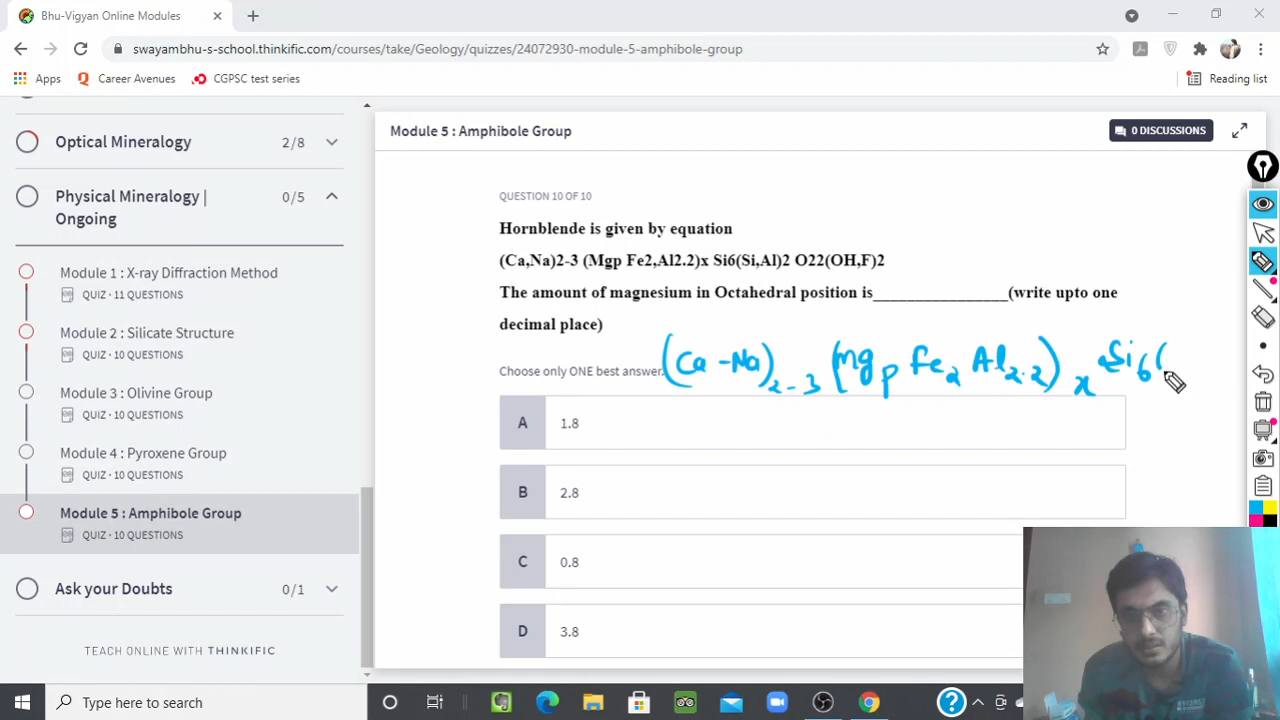 Bhu-Vigyan Online Modules
swayambhu-s-school.thinkific.com/courses/take/Geology/quizzes/24072930-module-5-amphibole-group
Apps Career Avenues CGPSC test series Reading list
Optical Mineralogy 2/8
Physical Mineralogy | 0/5
Ongoing
Module 1 : X-ray Diffraction Method
QUIZ · 11 QUESTIONS
Module 2 : Silicate Structure
QUIZ · 10 QUESTIONS
Module 3 : Olivine Group
QUIZ · 10 QUESTIONS
Module 4 : Pyroxene Group
QUIZ · 10 QUESTIONS
Module 5 : Amphibole Group
QUIZ · 10 QUESTIONS
Ask your Doubts 0/1
TEACH ONLINE WITH THINKIFIC
Module 5 : Amphibole Group
0 DISCUSSIONS
QUESTION 10 OF 10
Hornblende is given by equation
(Ca,Na)2-3 (Mgp Fe2,Al2.2)x Si6(Si,Al)2 O22(OH,F)2
The amount of magnesium in Octahedral position is________________(write upto one
decimal place)
(Ca-Na)2-3 (Mgp Fe2 Al2.2)x Si6(
Choose only ONE best answer.
A 1.8
B 2.8
C 0.8
D 3.8
Type here to search